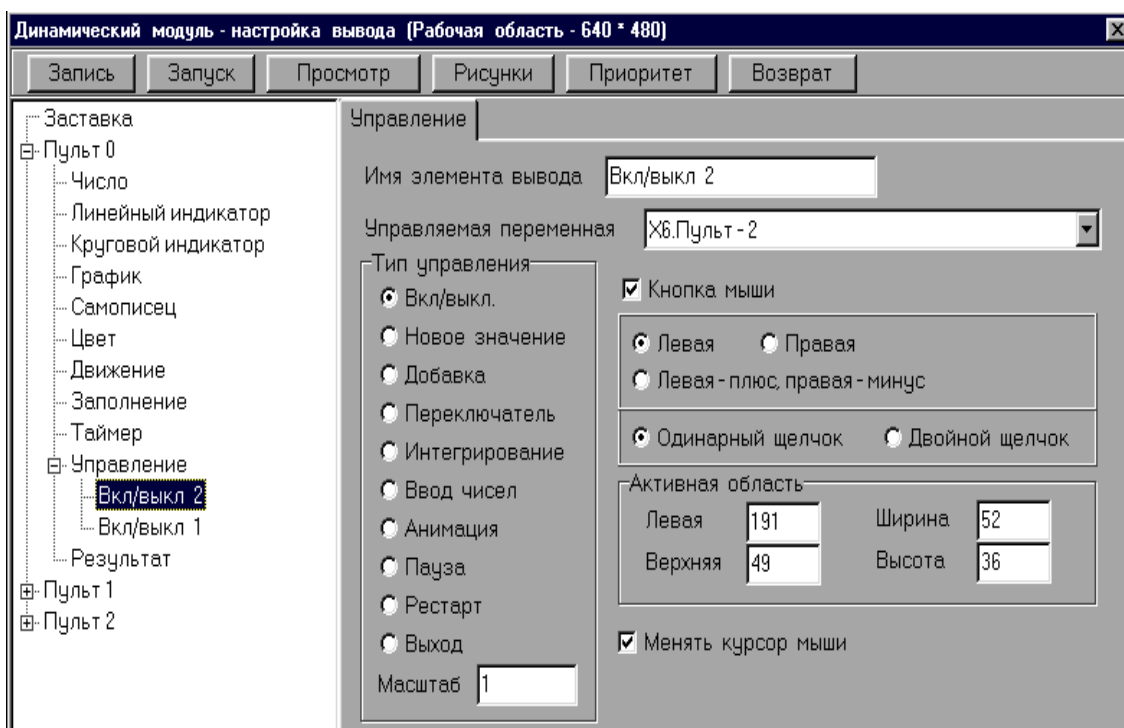 Динамический модуль - настройка вывода (Рабочая область - 640 * 480)
Запись Запуск Просмотр Рисунки Приоритет Возврат
Заставка
Пульт 0
Число
Линейный индикатор
Круговой индикатор
График
Самописец
Цвет
Движение
Заполнение
Таймер
Управление
Вкл/выкл 2
Вкл/выкл 1
Результат
Пульт 1
Пульт 2
Управление
Имя элемента вывода Вкл/выкл 2
Управляемая переменная X6.Пульт - 2
Тип управления
Вкл/выкл.
Новое значение
Добавка
Переключатель
Интегрирование
Ввод чисел
Анимация
Пауза
Рестарт
Выход
Масштаб 1
Кнопка мыши
Левая Правая
Левая - плюс, правая - минус
Одинарный щелчок Двойной щелчок
Активная область
Левая 191 Ширина 52
Верхняя 49 Высота 36
Менять курсор мыши